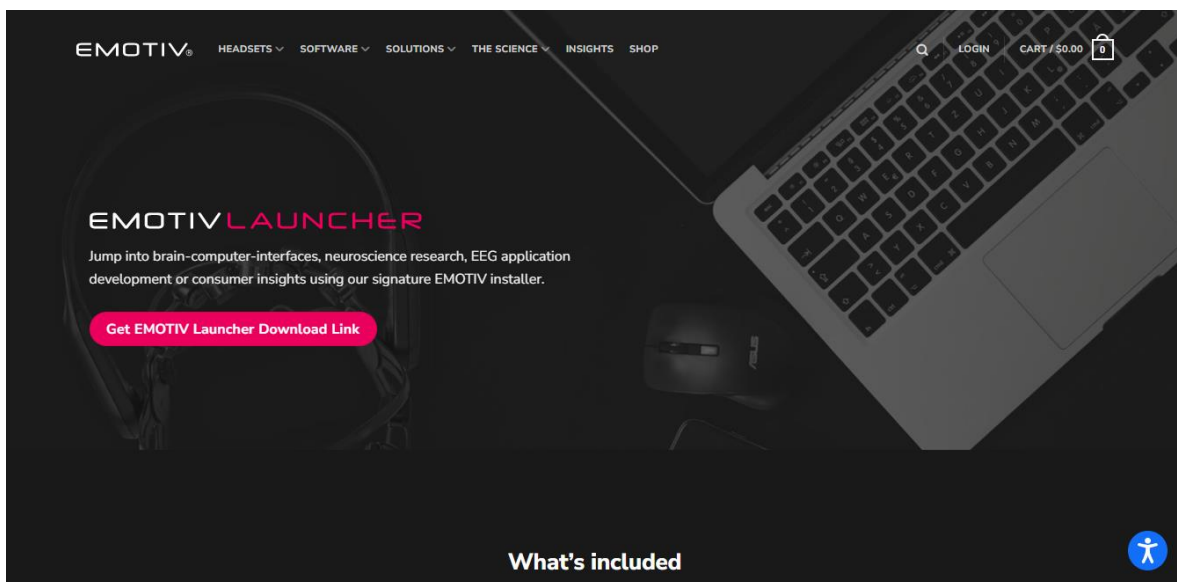 EMOTIV® HEADSETS SOFTWARE SOLUTIONS THE SCIENCE INSIGHTS SHOP LOGIN CART / $0.00 0
EMOTIVLAUNCHER
Jump into brain-computer-interfaces, neuroscience research, EEG application
development or consumer insights using our signature EMOTIV installer.
Get EMOTIV Launcher Download Link
ASUS
What's included